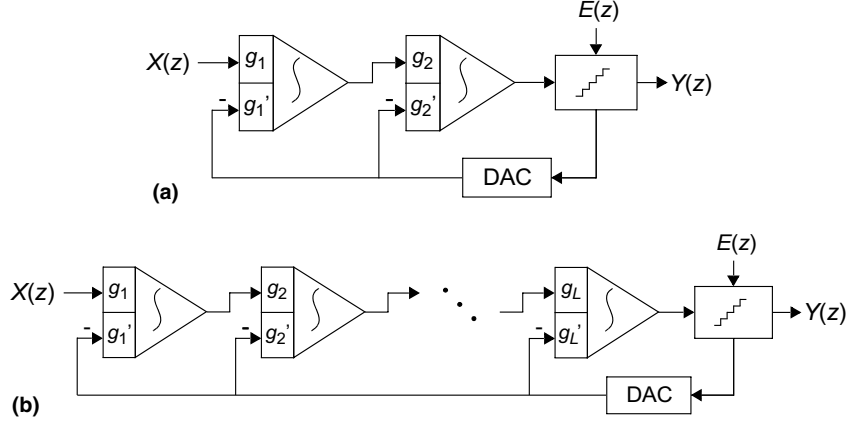 E(z)
X(z) g1 g2 Y(z)
- g1' - g2'
DAC
(a)
E(z)
X(z) g1 g2 gL Y(z)
- g1' - g2' - gL'
DAC
(b)